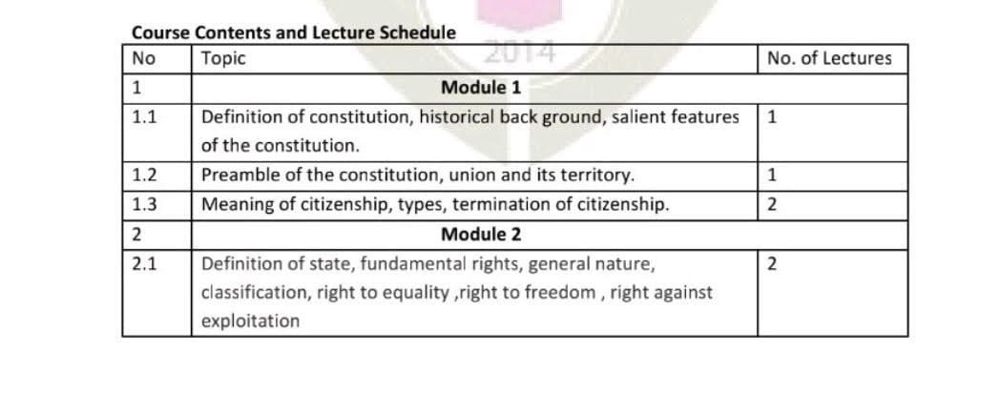 2014
Course Contents and Lecture Schedule
No Topic No. of Lectures
1 Module 1
1.1 Definition of constitution, historical back ground, salient features 1
of the constitution.
1.2 Preamble of the constitution, union and its territory. 1
1.3 Meaning of citizenship, types, termination of citizenship. 2
2 Module 2
2.1 Definition of state, fundamental rights, general nature, 2
classification, right to equality ,right to freedom , right against
exploitation